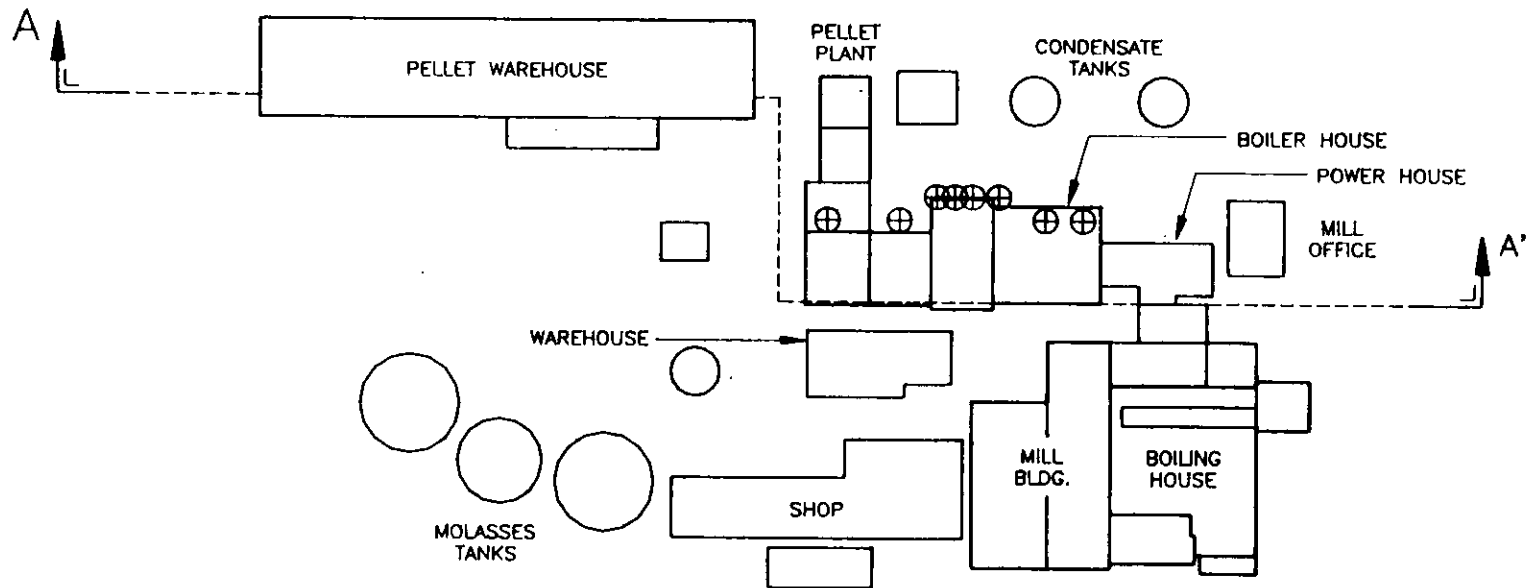 A
PELLET WAREHOUSE
PELLET
PLANT
CONDENSATE
TANKS
BOILER HOUSE
POWER HOUSE
MILL
OFFICE
A'
WAREHOUSE
MOLASSES
TANKS
SHOP
MILL
BLDG.
BOILING
HOUSE